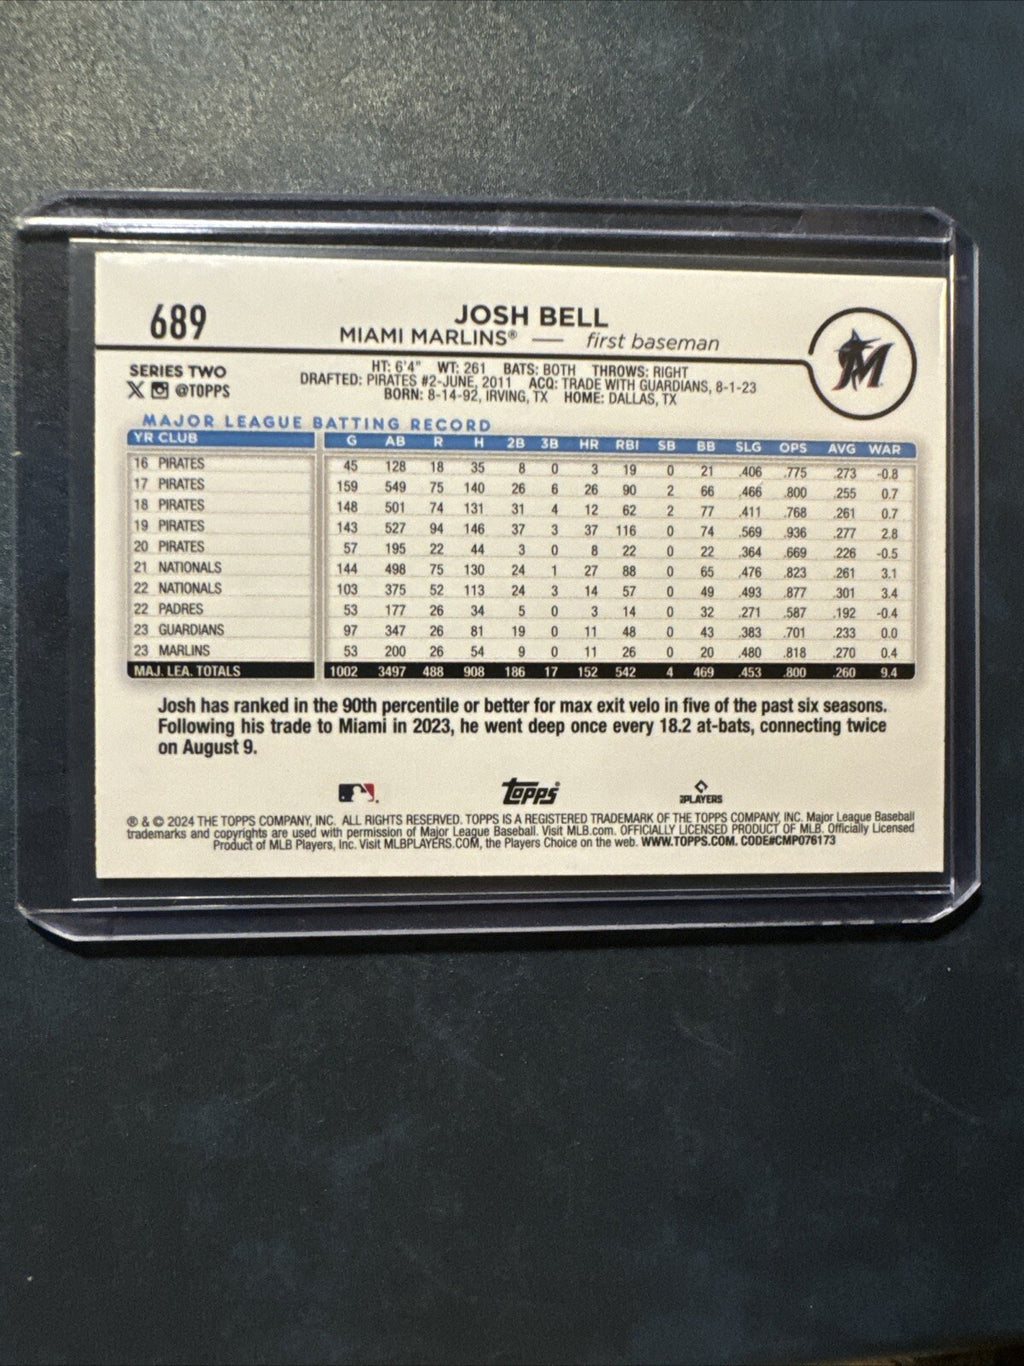 689
JOSH BELL
MIAMI MARLINS® — first baseman
M
SERIES TWO
X @TOPPS
HT: 6'4" WT: 261 BATS: BOTH THROWS: RIGHT
DRAFTED: PIRATES #2-JUNE, 2011 ACQ: TRADE WITH GUARDIANS, 8-1-23
BORN: 8-14-92, IRVING, TX HOME: DALLAS, TX
MAJOR LEAGUE BATTING RECORD
YR CLUB G AB R H 2B 3B HR RBI SB BB SLG OPS AVG WAR
16 PIRATES 45 128 18 35 8 0 3 19 0 21 .406 .775 .273 -0.8
17 PIRATES 159 549 75 140 26 6 26 90 2 66 .466 .800 .255 0.7
18 PIRATES 148 501 74 131 31 4 12 62 2 77 .411 .768 .261 0.7
19 PIRATES 143 527 94 146 37 3 37 116 0 74 .569 .936 .277 2.8
20 PIRATES 57 195 22 44 3 0 8 22 0 22 .364 .669 .226 -0.5
21 NATIONALS 144 498 75 130 24 1 27 88 0 65 .476 .823 .261 3.1
22 NATIONALS 103 375 52 113 24 3 14 57 0 49 .493 .877 .301 3.4
22 PADRES 53 177 26 34 5 0 3 14 0 32 .271 .587 .192 -0.4
23 GUARDIANS 97 347 26 81 19 0 11 48 0 43 .383 .701 .233 0.0
23 MARLINS 53 200 26 54 9 0 11 26 0 20 .480 .818 .270 0.4
MAJ. LEA. TOTALS 1002 3497 488 908 186 17 152 542 4 469 .453 .800 .260 9.4
Josh has ranked in the 90th percentile or better for max exit velo in five of the past six seasons.
Following his trade to Miami in 2023, he went deep once every 18.2 at-bats, connecting twice
on August 9.
Topps
PLAYERS
® & © 2024 THE TOPPS COMPANY, INC. ALL RIGHTS RESERVED. TOPPS IS A REGISTERED TRADEMARK OF THE TOPPS COMPANY, INC. Major League Baseball
trademarks and copyrights are used with permission of Major League Baseball. Visit MLB.com. OFFICIALLY LICENSED PRODUCT OF MLB. Officially Licensed
Product of MLB Players, Inc. Visit MLBPLAYERS.COM, the Players Choice on the web. WWW.TOPPS.COM. CODE#CMP076173